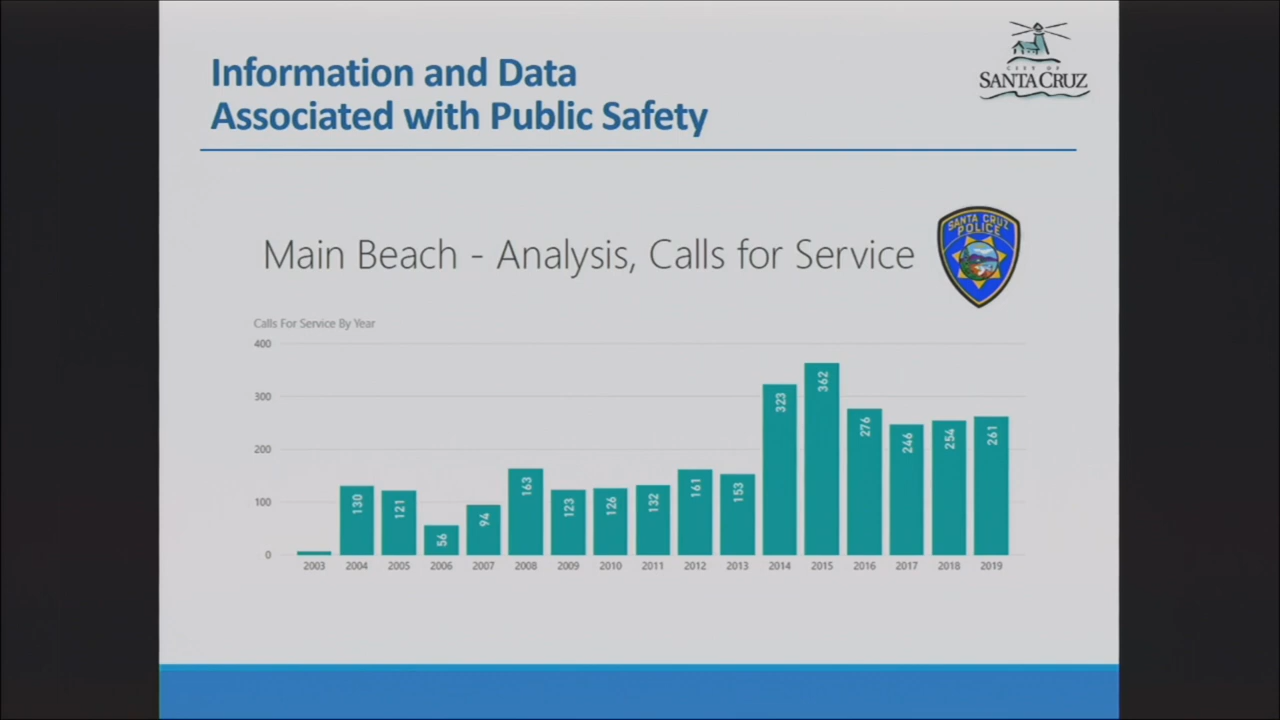 Information and Data
Associated with Public Safety
CITY OF
SANTA CRUZ
Main Beach - Analysis, Calls for Service
SANTA CRUZ
POLICE
Calls For Service By Year
400
300
200
100
0
130
121
56
94
163
123
126
132
161
153
323
362
276
246
254
261
2003 2004 2005 2006 2007 2008 2009 2010 2011 2012 2013 2014 2015 2016 2017 2018 2019